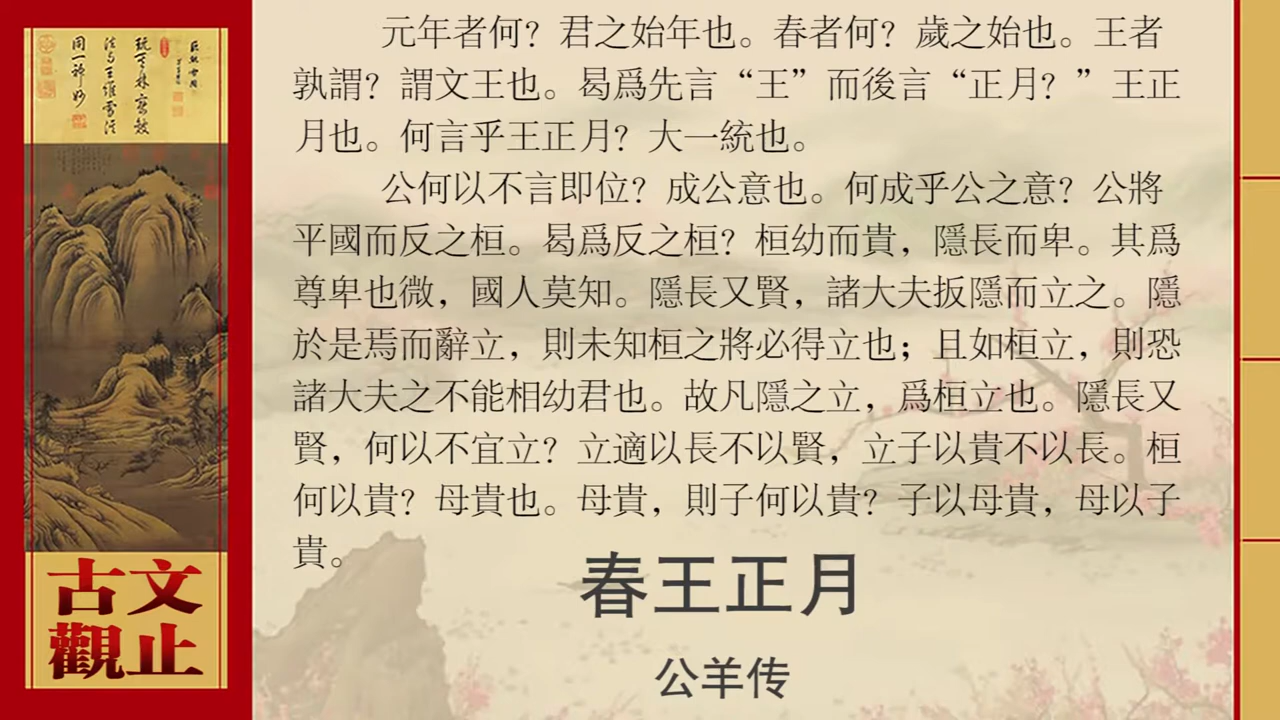 元年者何？君之始年也。春者何？歲之始也。王者
孰謂？謂文王也。曷爲先言“王”而後言“正月？”王正
月也。何言乎王正月？大一統也。
公何以不言即位？成公意也。何成乎公之意？公將
平國而反之桓。曷爲反之桓？桓幼而貴，隱長而卑。其爲
尊卑也微，國人莫知。隱長又賢，諸大夫扳隱而立之。隱
於是焉而辭立，則未知桓之將必得立也；且如桓立，則恐
諸大夫之不能相幼君也。故凡隱之立，爲桓立也。隱長又
賢，何以不宜立？立適以長不以賢，立子以貴不以長。桓
何以貴？母貴也。母貴，則子何以貴？子以母貴，母以子
貴。
春王正月
公羊传
古文
觀止